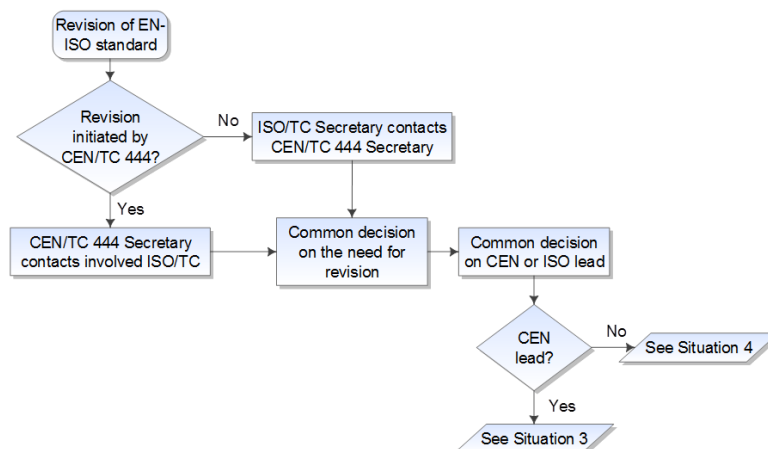 Revision of EN-
ISO standard
Revision
initiated by
CEN/TC 444?
No
ISO/TC Secretary contacts
CEN/TC 444 Secretary
Yes
CEN/TC 444 Secretary
contacts involved ISO/TC
Common decision
on the need for
revision
Common decision
on CEN or ISO lead
CEN
lead?
No
See Situation 4
Yes
See Situation 3